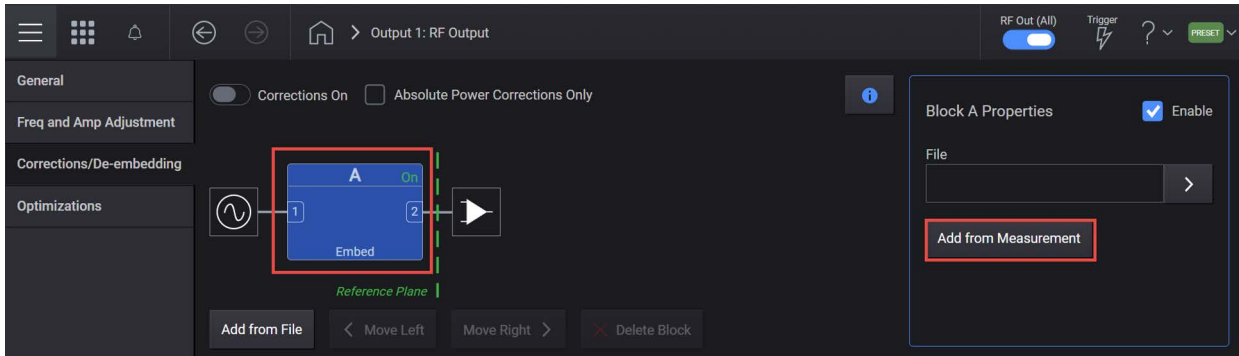 Output 1: RF Output
RF Out (All)
Trigger
PRESET
General
Freq and Amp Adjustment
Corrections/De-embedding
Optimizations
Corrections On
Absolute Power Corrections Only
A
On
1
2
Embed
Reference Plane
Add from File
Move Left
Move Right
Delete Block
Block A Properties
Enable
File
Add from Measurement